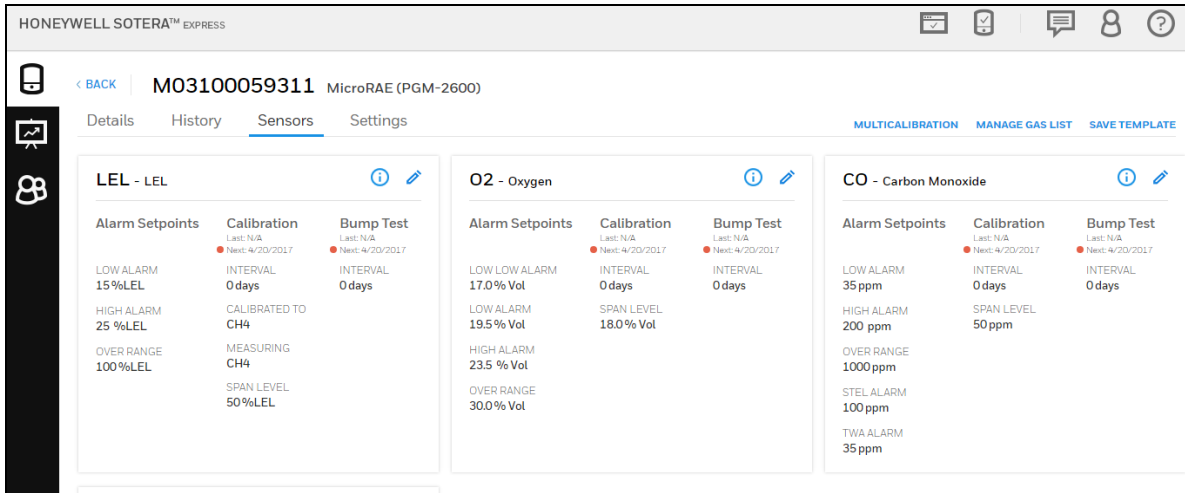 HONEYWELL SOTERA™ EXPRESS
< BACK M03100059311 MicroRAE (PGM-2600)
Details History Sensors Settings
MULTICALIBRATION MANAGE GAS LIST SAVE TEMPLATE
LEL - LEL
Alarm Setpoints
LOW ALARM
15 %LEL
HIGH ALARM
25 %LEL
OVER RANGE
100 %LEL
Calibration
Last: N/A
Next: 4/20/2017
INTERVAL
0 days
CALIBRATED TO
CH4
MEASURING
CH4
SPAN LEVEL
50 %LEL
Bump Test
Last: N/A
Next: 4/20/2017
INTERVAL
0 days
O2 - Oxygen
Alarm Setpoints
LOW LOW ALARM
17.0 % Vol
LOW ALARM
19.5 % Vol
HIGH ALARM
23.5 % Vol
OVER RANGE
30.0 % Vol
Calibration
Last: N/A
Next: 4/20/2017
INTERVAL
0 days
SPAN LEVEL
18.0 % Vol
Bump Test
Last: N/A
Next: 4/20/2017
INTERVAL
0 days
CO - Carbon Monoxide
Alarm Setpoints
LOW ALARM
35 ppm
HIGH ALARM
200 ppm
OVER RANGE
1000 ppm
STEL ALARM
100 ppm
TWA ALARM
35 ppm
Calibration
Last: N/A
Next: 4/20/2017
INTERVAL
0 days
SPAN LEVEL
50 ppm
Bump Test
Last: N/A
Next: 4/20/2017
INTERVAL
0 days